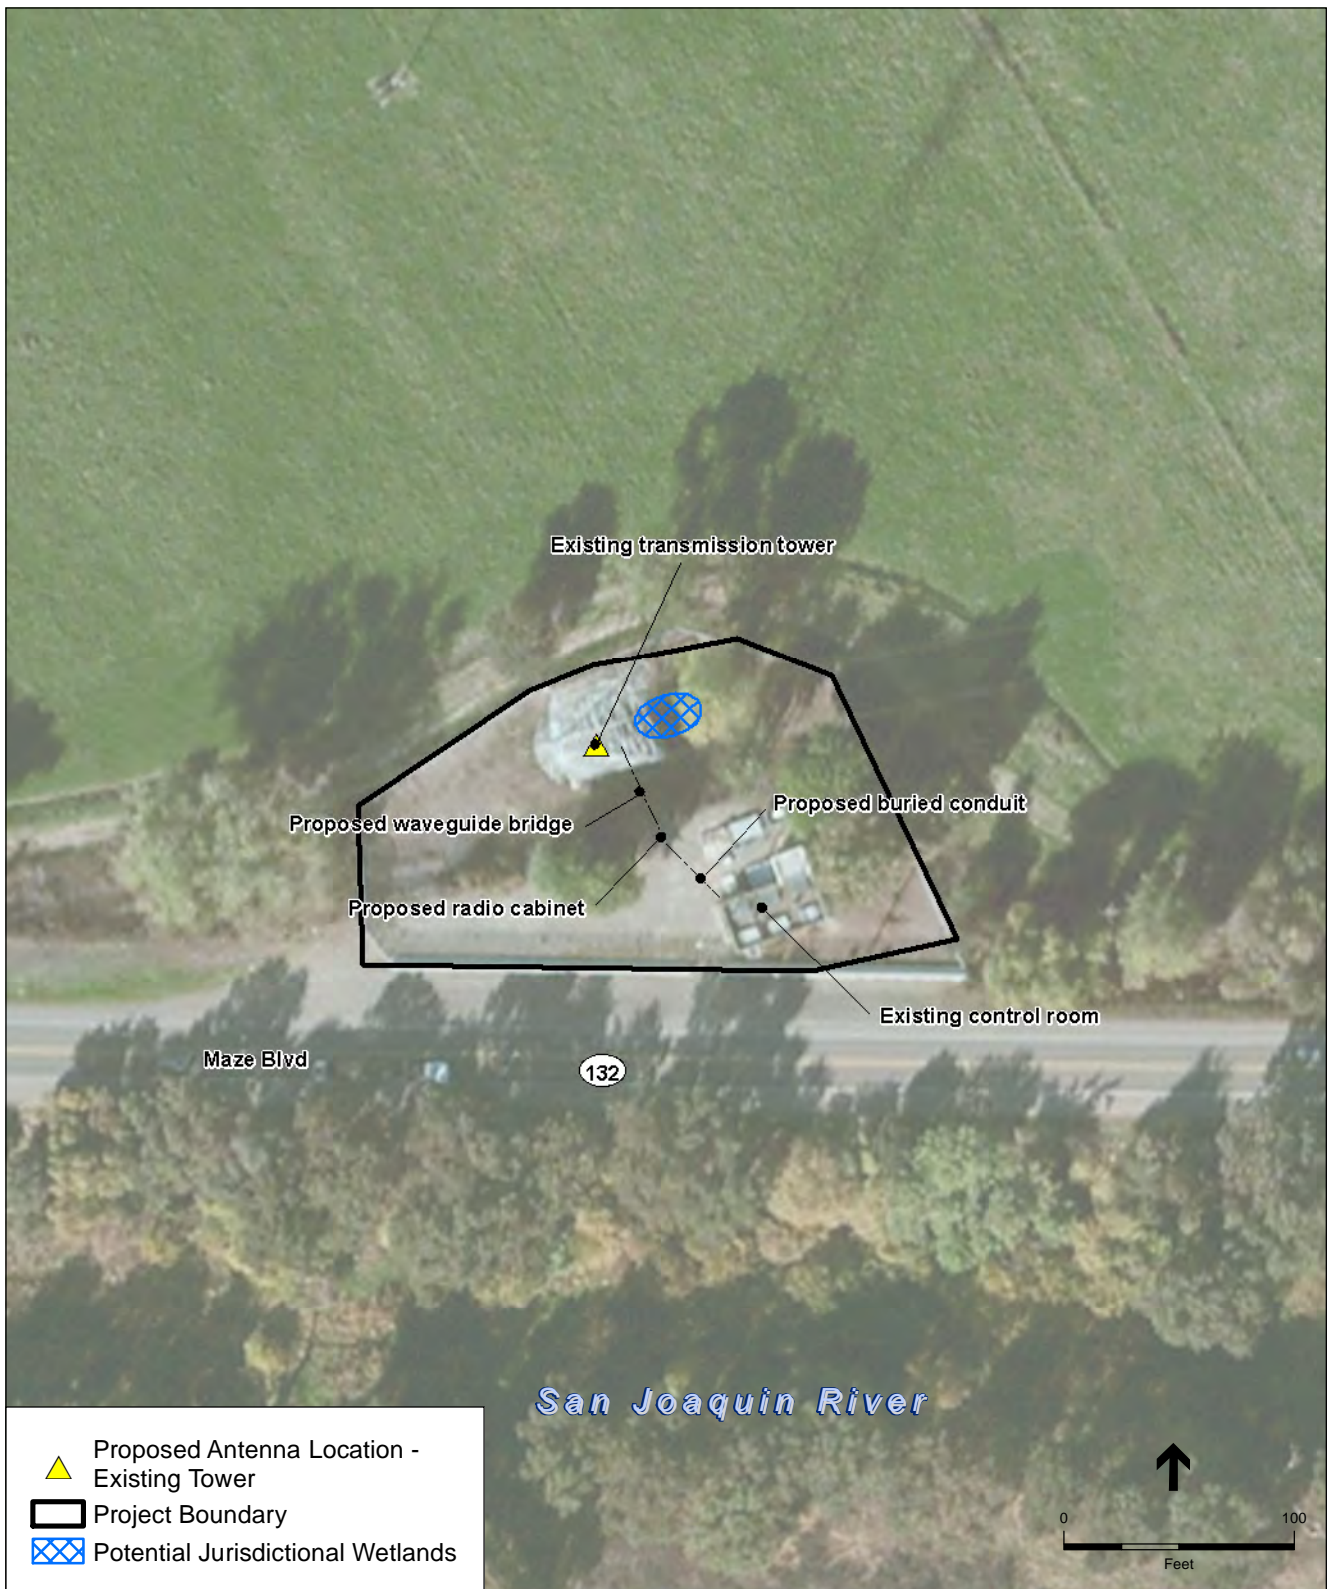 Existing transmission tower
Proposed buried conduit
Proposed waveguide bridge
Proposed radio cabinet
Existing control room
Maze Blvd
132
San Joaquin River
Proposed Antenna Location -
Existing Tower
Project Boundary
Potential Jurisdictional Wetlands
0 100
Feet